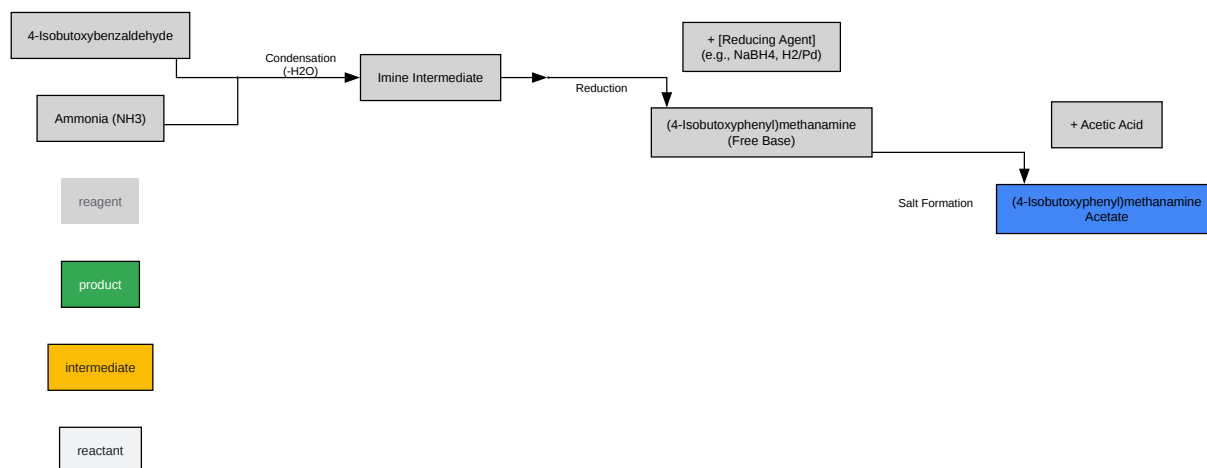 4-Isobutoxybenzaldehyde
Ammonia (NH3)
Condensation
(-H2O)
Imine Intermediate
Reduction
+ [Reducing Agent]
(e.g., NaBH4, H2/Pd)
(4-Isobutoxyphenyl)methanamine
(Free Base)
+ Acetic Acid
Salt Formation
(4-Isobutoxyphenyl)methanamine
Acetate
reagent
product
intermediate
reactant